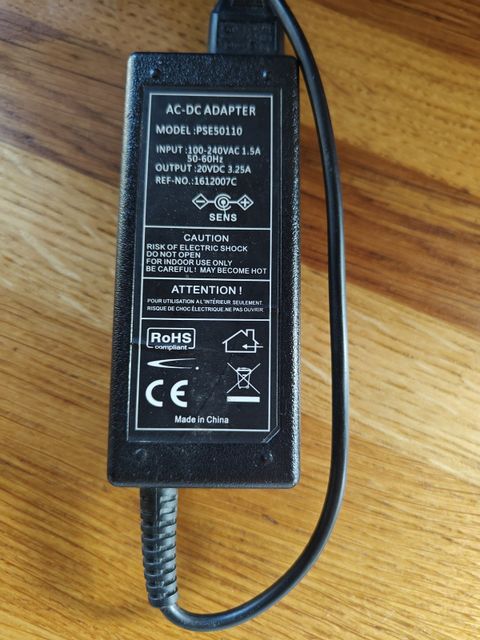 AC-DC ADAPTER
MODEL :PSE50110
INPUT :100-240VAC 1.5A
50-60Hz
OUTPUT :20VDC 3.25A
REF-NO.:1612007C
SENS
CAUTION
RISK OF ELECTRIC SHOCK
DO NOT OPEN
FOR INDOOR USE ONLY
BE CAREFUL! MAY BECOME HOT
ATTENTION !
POUR UTILISATION A L'INTÉRIEUR SEULEMENT.
RISQUE DE CHOC ÉLECTRIQUE.NE PAS OUVRIR
RoHS
compliant
CE
Made in China